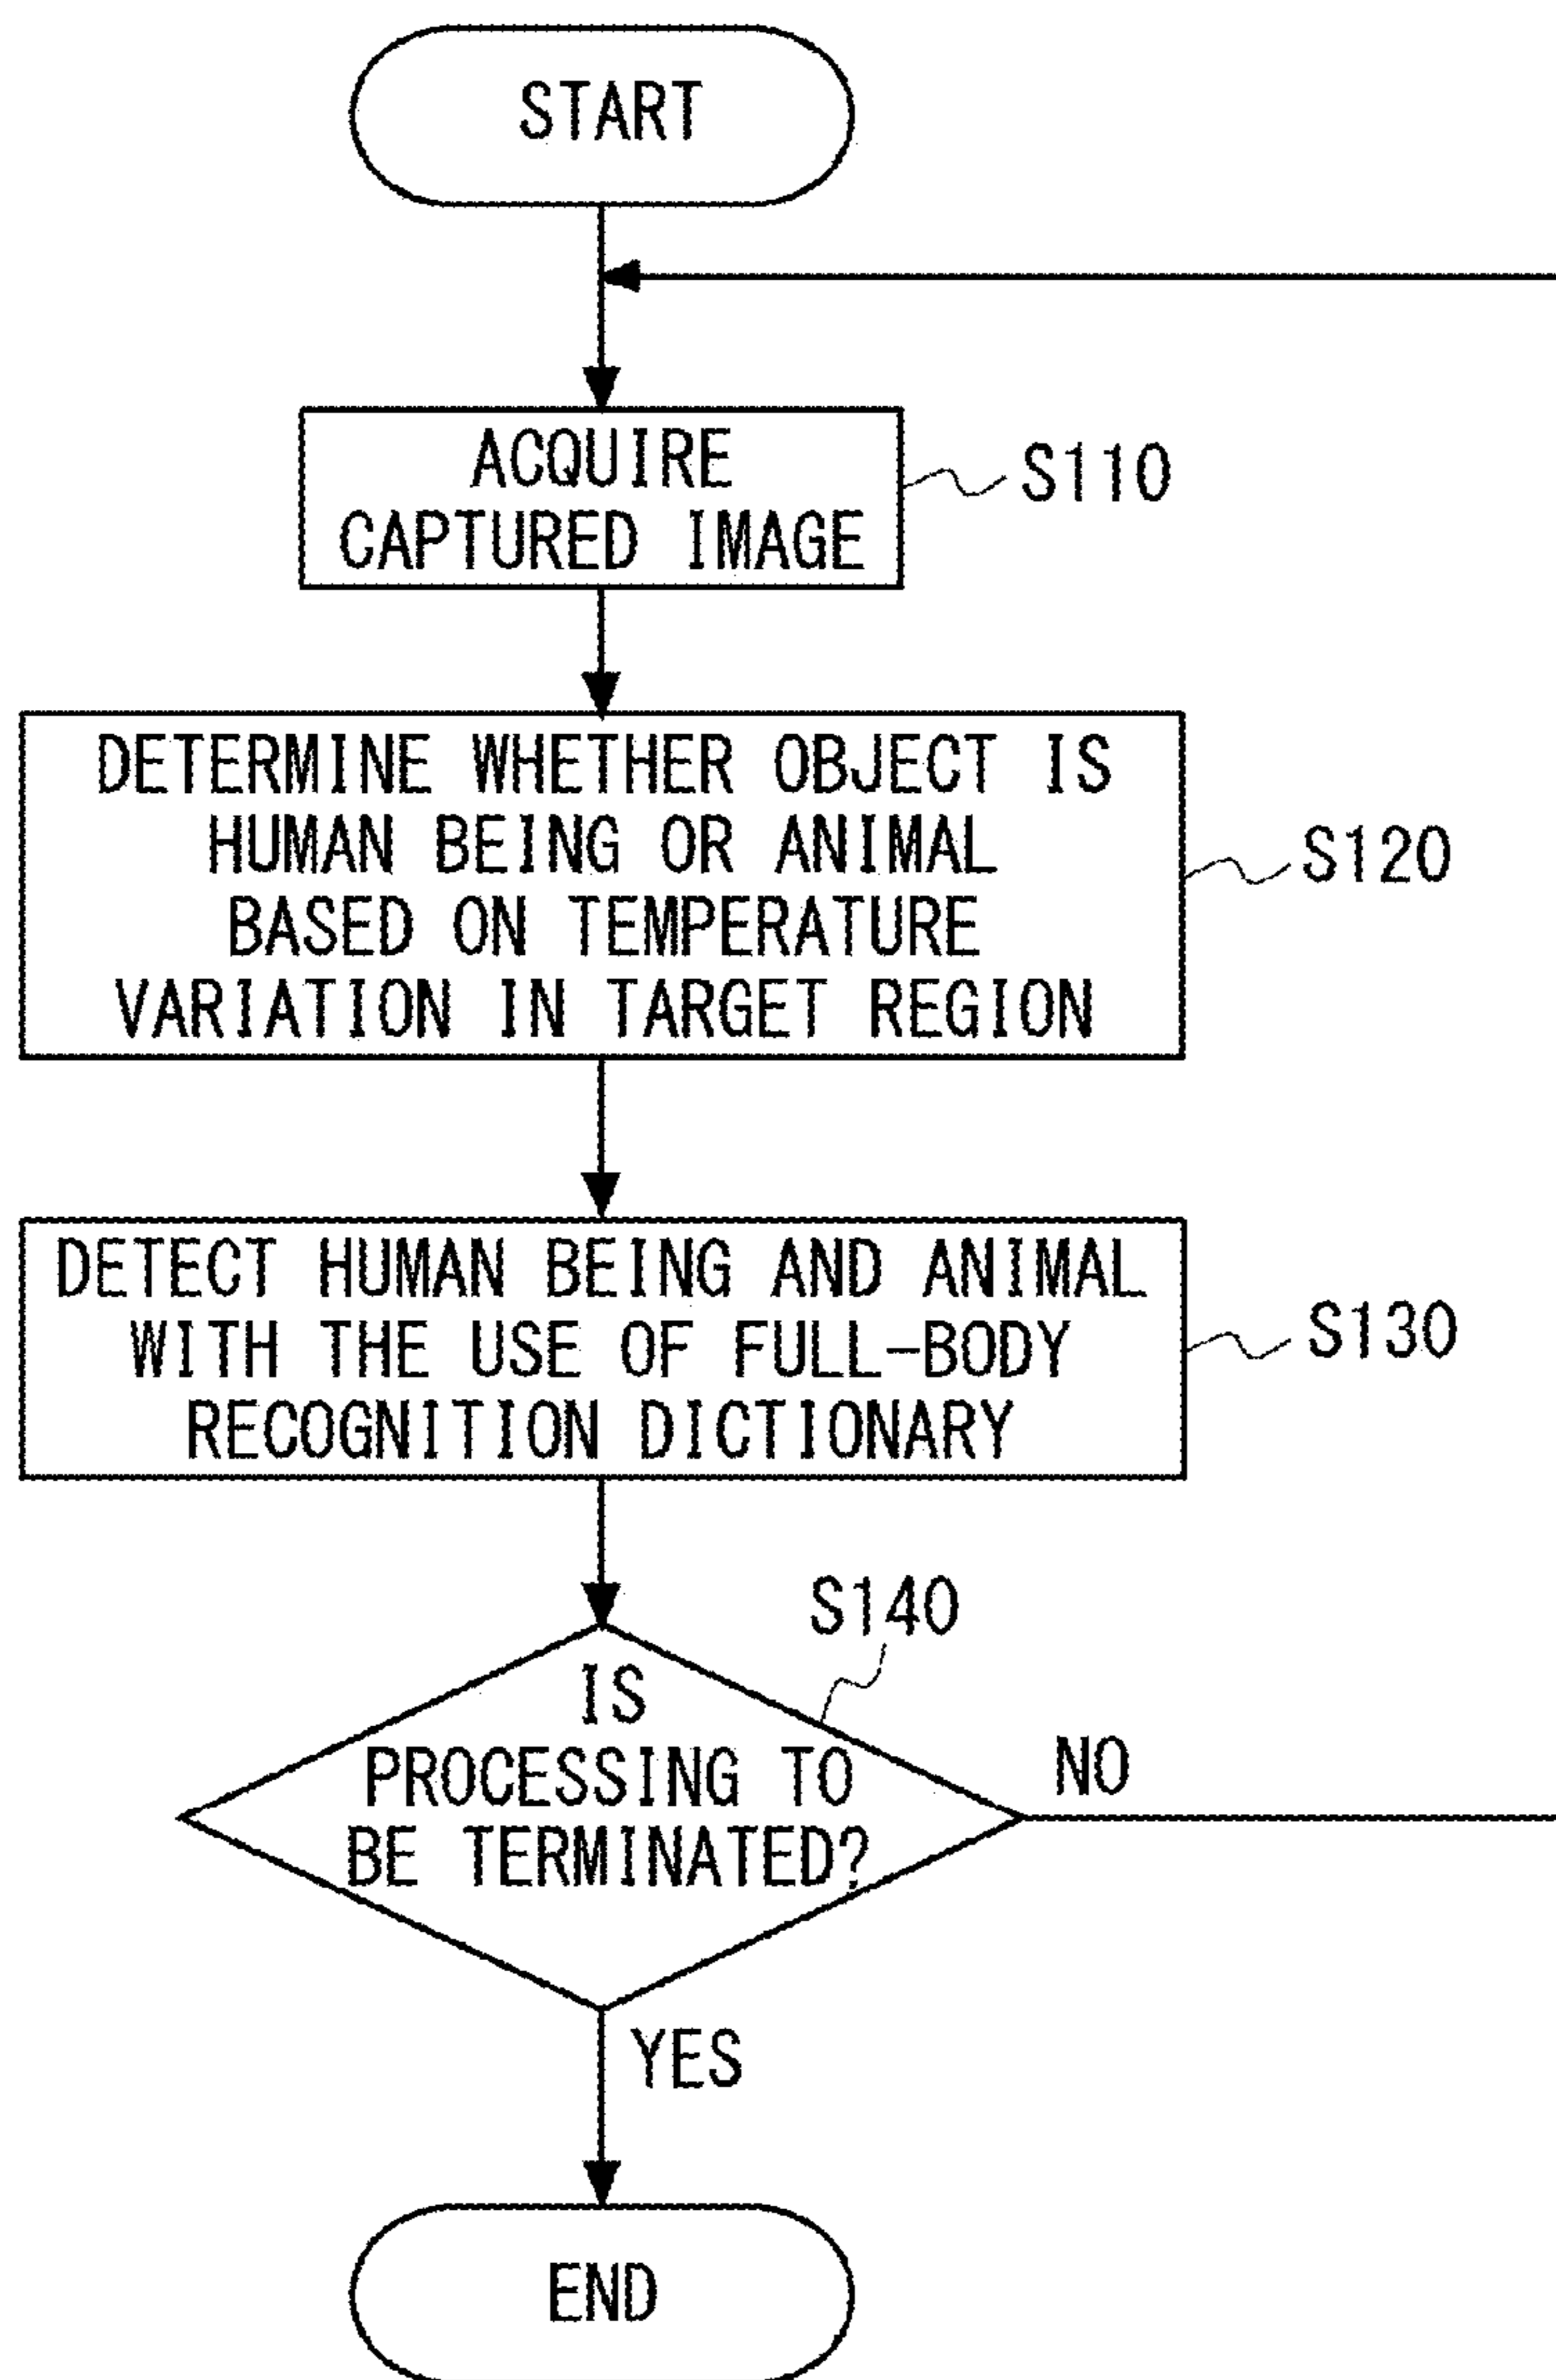 START
ACQUIRE
CAPTURED IMAGE
S110
DETERMINE WHETHER OBJECT IS
HUMAN BEING OR ANIMAL
BASED ON TEMPERATURE
VARIATION IN TARGET REGION
S120
DETECT HUMAN BEING AND ANIMAL
WITH THE USE OF FULL-BODY
RECOGNITION DICTIONARY
S130
S140
IS
PROCESSING TO
BE TERMINATED?
NO
YES
END